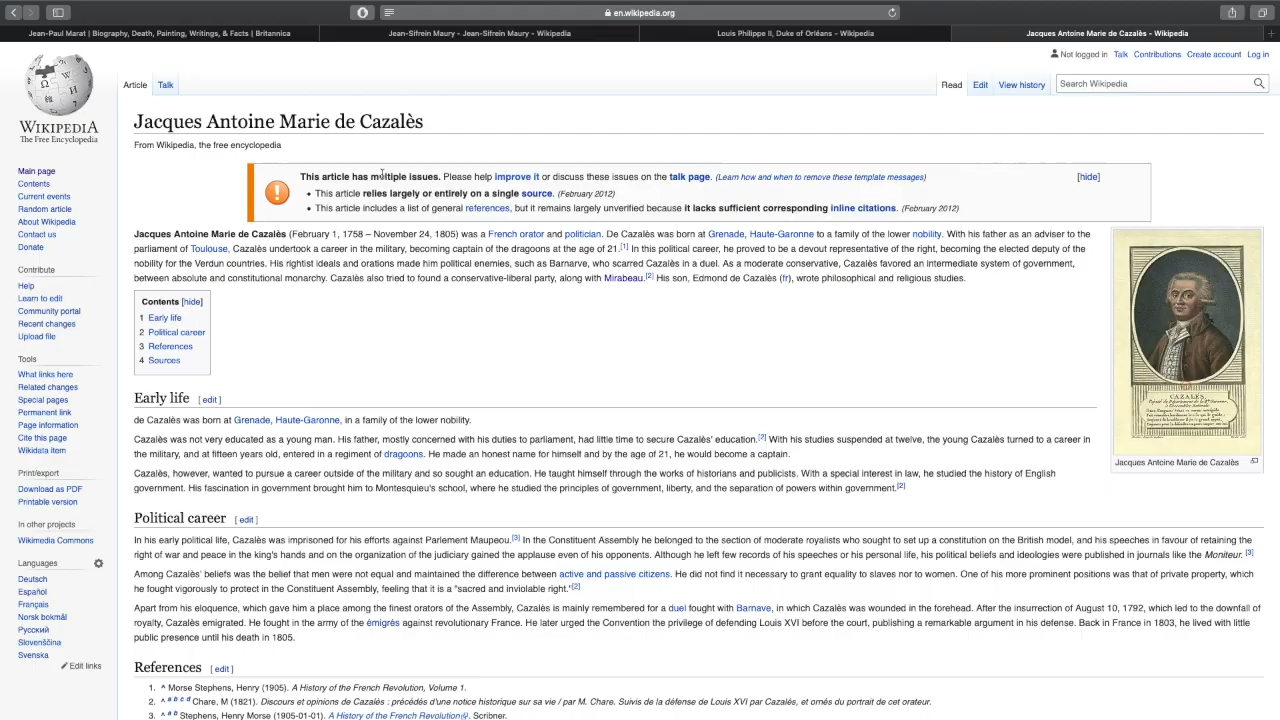 en.wikipedia.org
Jean-Paul Marat | Biography, Death, Painting, Writings, & Facts | Britannica
Jean-Sifrein Maury - Jean-Sifrein Maury - Wikipedia
Louis Philippe II, Duke of Orléans - Wikipedia
Jacques Antoine Marie de Cazalès - Wikipedia
Not logged in Talk Contributions Create account Log in
Article Talk
Read Edit View history
Search Wikipedia
WIKIPEDIA
The Free Encyclopedia
Main page
Contents
Current events
Random article
About Wikipedia
Contact us
Donate
Contribute
Help
Learn to edit
Community portal
Recent changes
Upload file
Tools
What links here
Related changes
Special pages
Permanent link
Page information
Cite this page
Wikidata item
Print/export
Download as PDF
Printable version
In other projects
Wikimedia Commons
Languages
Deutsch
Español
Français
Norsk bokmål
Русский
Slovenščina
Svenska
Edit links
Jacques Antoine Marie de Cazalès
From Wikipedia, the free encyclopedia
This article has multiple issues. Please help improve it or discuss these issues on the talk page. (Learn how and when to remove these template messages)
[hide]
• This article relies largely or entirely on a single source. (February 2012)
• This article includes a list of general references, but it remains largely unverified because it lacks sufficient corresponding inline citations. (February 2012)
Jacques Antoine Marie de Cazalès (February 1, 1758 – November 24, 1805) was a French orator and politician. De Cazalès was born at Grenade, Haute-Garonne to a family of the lower nobility. With his father as an adviser to the
parliament of Toulouse, Cazalès undertook a career in the military, becoming captain of the dragoons at the age of 21.[1] In this political career, he proved to be a devout representative of the right, becoming the elected deputy of the
nobility for the Verdun countries. His rightist ideals and orations made him political enemies, such as Barnarve, who scarred Cazalès in a duel. As a moderate conservative, Cazalès favored an intermediate system of government,
between absolute and constitutional monarchy. Cazalès also tried to found a conservative-liberal party, along with Mirabeau.[2] His son, Edmond de Cazalès (fr), wrote philosophical and religious studies.
CAZALÈS,
Jacques Antoine Marie de Cazalès
Contents [hide]
1 Early life
2 Political career
3 References
4 Sources
Early life [ edit ]
de Cazalès was born at Grenade, Haute-Garonne, in a family of the lower nobility.
Cazalès was not very educated as a young man. His father, mostly concerned with his duties to parliament, had little time to secure Cazalès' education.[2] With his studies suspended at twelve, the young Cazalès turned to a career in
the military, and at fifteen years old, entered in a regiment of dragoons. He made an honest name for himself and by the age of 21, he would become a captain.
Cazalès, however, wanted to pursue a career outside of the military and so sought an education. He taught himself through the works of historians and publicists. With a special interest in law, he studied the history of English
government. His fascination in government brought him to Montesquieu's school, where he studied the principles of government, liberty, and the separation of powers within government.[2]
Political career [ edit ]
In his early political life, Cazalès was imprisoned for his efforts against Parlement Maupeou.[3] In the Constituent Assembly he belonged to the section of moderate royalists who sought to set up a constitution on the British model, and his speeches in favour of retaining the
right of war and peace in the king's hands and on the organization of the judiciary gained the applause even of his opponents. Although he left few records of his speeches or his personal life, his political beliefs and ideologies were published in journals like the Moniteur. [3]
Among Cazalès' beliefs was the belief that men were not equal and maintained the difference between active and passive citizens. He did not find it necessary to grant equality to slaves nor to women. One of his more prominent positions was that of private property, which
he fought vigorously to protect in the Constituent Assembly, feeling that it is a "sacred and inviolable right."[2]
Apart from his eloquence, which gave him a place among the finest orators of the Assembly, Cazalès is mainly remembered for a duel fought with Barnave, in which Cazalès was wounded in the forehead. After the insurrection of August 10, 1792, which led to the downfall of
royalty, Cazalès emigrated. He fought in the army of the émigrés against revolutionary France. He later urged the Convention the privilege of defending Louis XVI before the court, publishing a remarkable argument in his defense. Back in France in 1803, he lived with little
public presence until his death in 1805.
References [ edit ]
1. ^ Morse Stephens, Henry (1905). A History of the French Revolution, Volume 1.
2. ^ a b c d Chare, M (1821). Discours et opinions de Cazalès : précédés d'une notice historique sur sa vie / par M. Chare. Suivis de la défense de Louis XVI par Cazalès, et ornés du portrait de cet orateur.
3. ^ a b Stephens, Henry Morse (1905-01-01). A History of the French Revolution. Scribner.